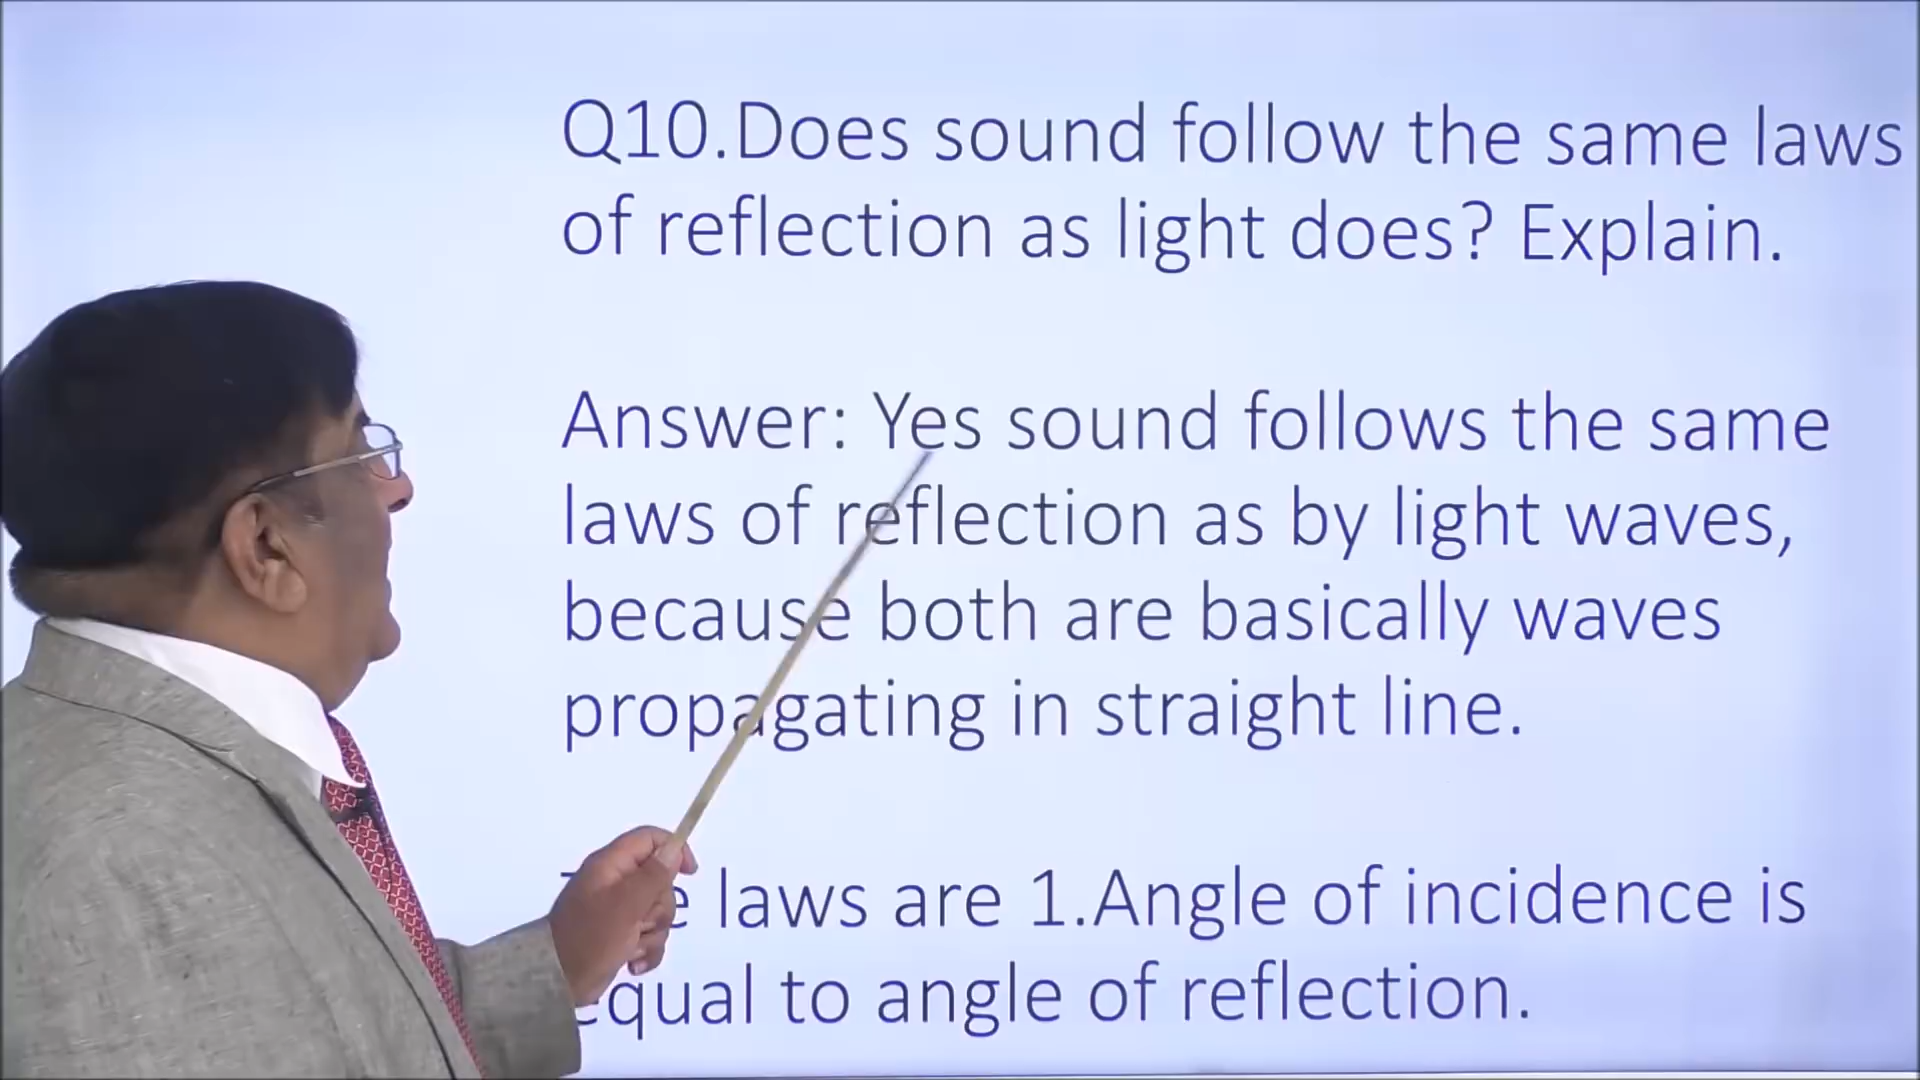 Q10.Does sound follow the same laws
of reflection as light does? Explain.
Answer: Yes sound follows the same
laws of reflection as by light waves,
because both are basically waves
propagating in straight line.
laws are 1.Angle of incidence is
equal to angle of reflection.